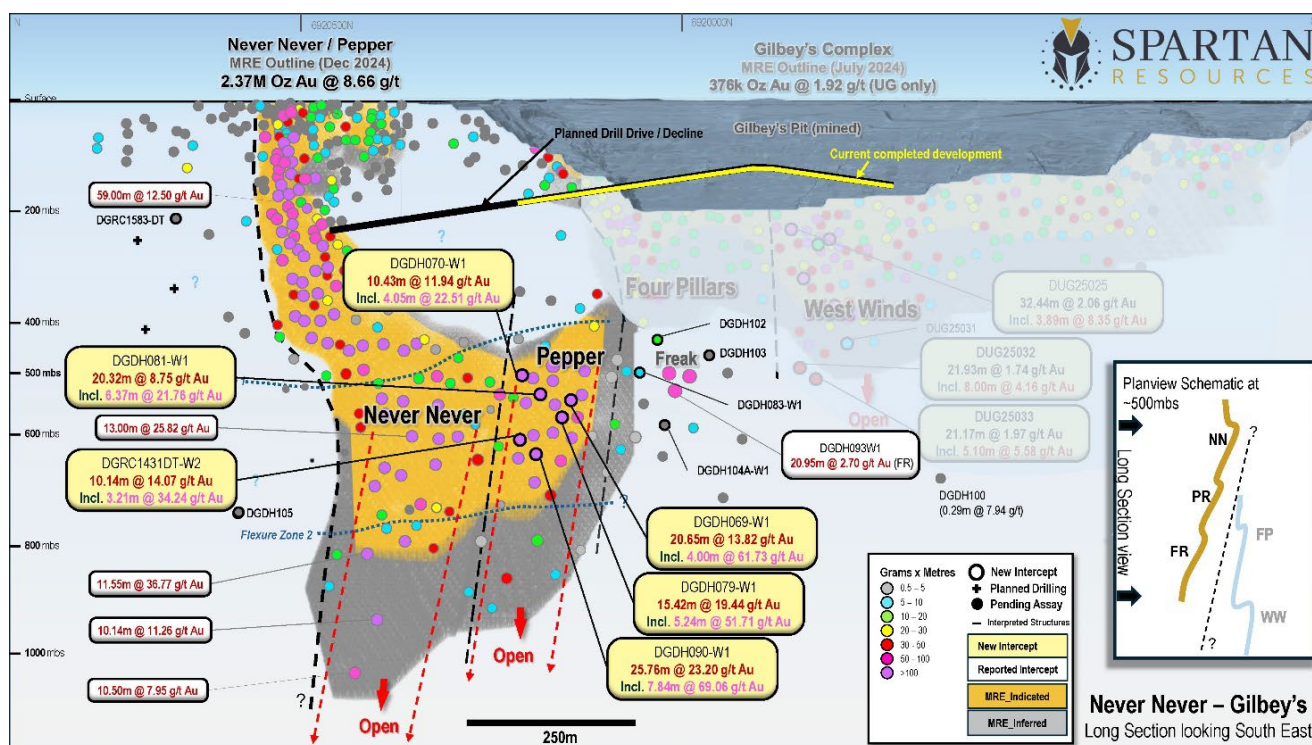 N
6920500N
6920000N
S
SPARTAN
RESOURCES
Never Never / Pepper
MRE Outline (Dec 2024)
2.37M Oz Au @ 8.66 g/t
Gilbey's Complex
MRE Outline (July 2024)
376k Oz Au @ 1.92 g/t (UG only)
Surface
Planned Drill Drive / Decline
Gilbey's Pit (mined)
Current completed development
59.00m @ 12.50 g/t Au
200 mbs
DGRC1583-DT
?
?
DGDH070-W1
10.43m @ 11.94 g/t Au
Incl. 4.05m @ 22.51 g/t Au
Four Pillars
West Winds
DUG25025
32.44m @ 2.06 g/t Au
Incl. 3.89m @ 8.35 g/t Au
400 mbs
DGDH102
DUG25031
DGDH081-W1
20.32m @ 8.75 g/t Au
Incl. 6.37m @ 21.76 g/t Au
Pepper
Freak
DGDH103
DUG25032
21.93m @ 1.74 g/t Au
Incl. 8.00m @ 4.16 g/t Au
500 mbs
?
Never Never
DGDH083-W1
Open
DUG25033
21.17m @ 1.97 g/t Au
Incl. 5.10m @ 5.58 g/t Au
13.00m @ 25.82 g/t Au
600 mbs
DGDH093W1
20.95m @ 2.70 g/t Au (FR)
DGRC1431DT-W2
10.14m @ 14.07 g/t Au
Incl. 3.21m @ 34.24 g/t Au
DGDH104A-W1
?
DGDH100
(0.29m @ 7.94 g/t)
DGDH105
?
Flexure Zone 2
DGDH069-W1
20.65m @ 13.82 g/t Au
Incl. 4.00m @ 61.73 g/t Au
800 mbs
11.55m @ 36.77 g/t Au
DGDH079-W1
15.42m @ 19.44 g/t Au
Incl. 5.24m @ 51.71 g/t Au
10.14m @ 11.26 g/t Au
1000 mbs
Open
DGDH090-W1
25.76m @ 23.20 g/t Au
Incl. 7.84m @ 69.06 g/t Au
10.50m @ 7.95 g/t Au
?
Open
250m
Grams x Metres
0.5 – 5
5 – 10
10 – 20
20 – 30
30 – 50
50 - 100
>100
New Intercept
Planned Drilling
Pending Assay
Interpreted Structures
New Intercept
Reported Intercept
MRE_Indicated
MRE_Inferred
Planview Schematic at
~500mbs
Long Section view
NN
?
PR
FR
FP
WW
?
Never Never – Gilbey's
Long Section looking South East